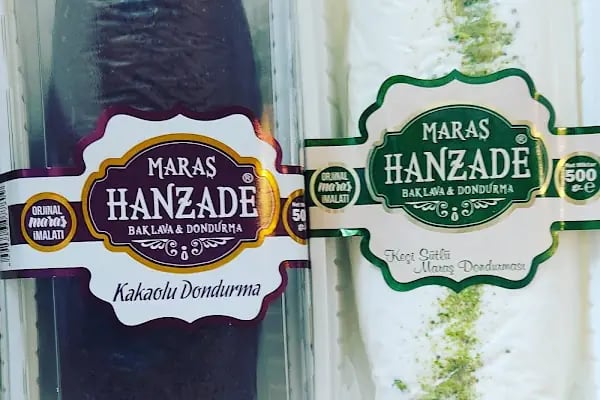 MARAŞ
HANZADE®
BAKLAVA & DONDURMA
ORJİNAL
maraş
İMALATI
Kakaolu Dondurma
MARAŞ
HANZADE®
BAKLAVA & DONDURMA
ORJİNAL
maraş
İMALATI
500
gr. ℮
Keçi Sütlü
Maraş Dondurması